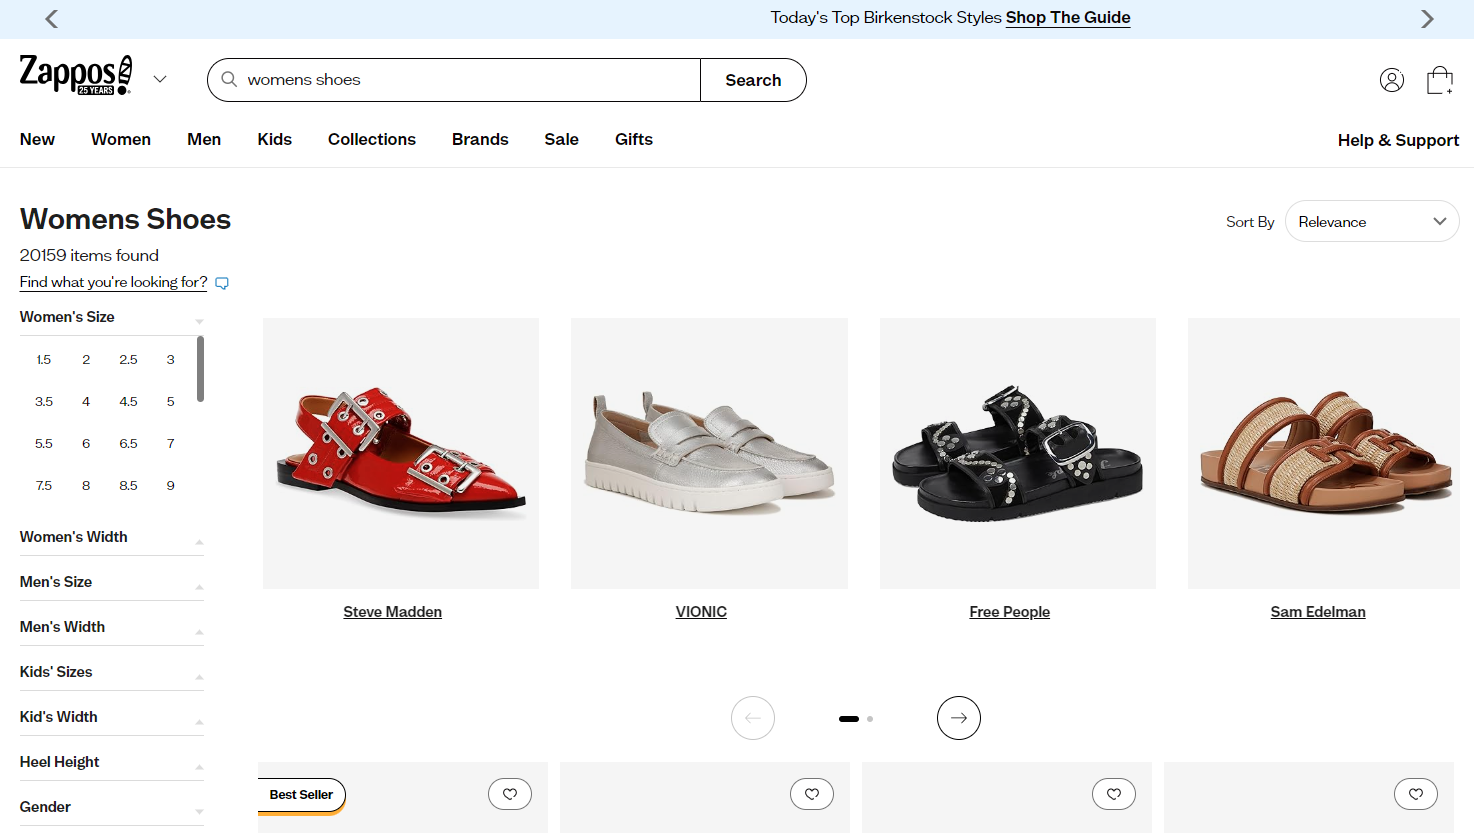 Today's Top Birkenstock Styles Shop The Guide
Zappos
25 YEARS
womens shoes
Search
New Women Men Kids Collections Brands Sale Gifts Help & Support
Womens Shoes
Sort By Relevance
20159 items found
Find what you're looking for?
Women's Size
1.5 2 2.5 3
3.5 4 4.5 5
5.5 6 6.5 7
7.5 8 8.5 9
Women's Width
Men's Size
Men's Width
Kids' Sizes
Kid's Width
Heel Height
Gender
Steve Madden VIONIC Free People Sam Edelman
Best Seller